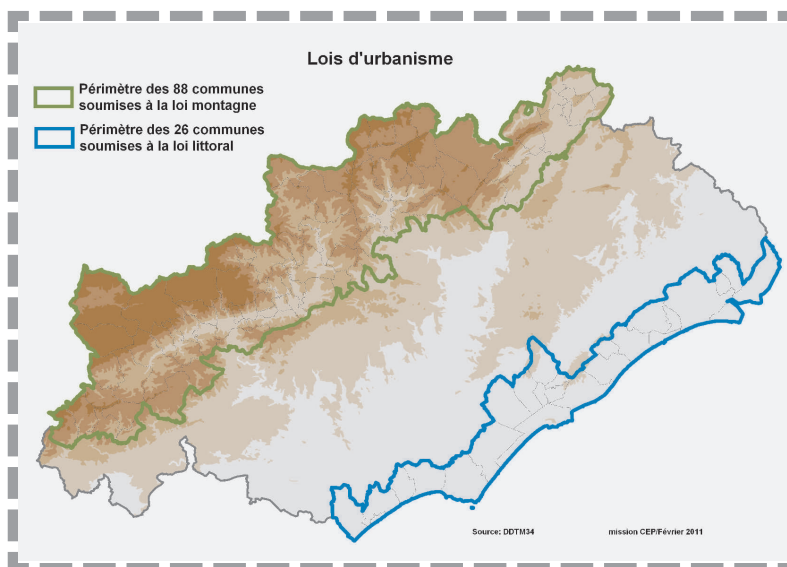 Lois d'urbanisme
Périmètre des 88 communes
soumises à la loi montagne
Périmètre des 26 communes
soumises à la loi littoral
Source: DDTM34
mission CEP/Février 2011